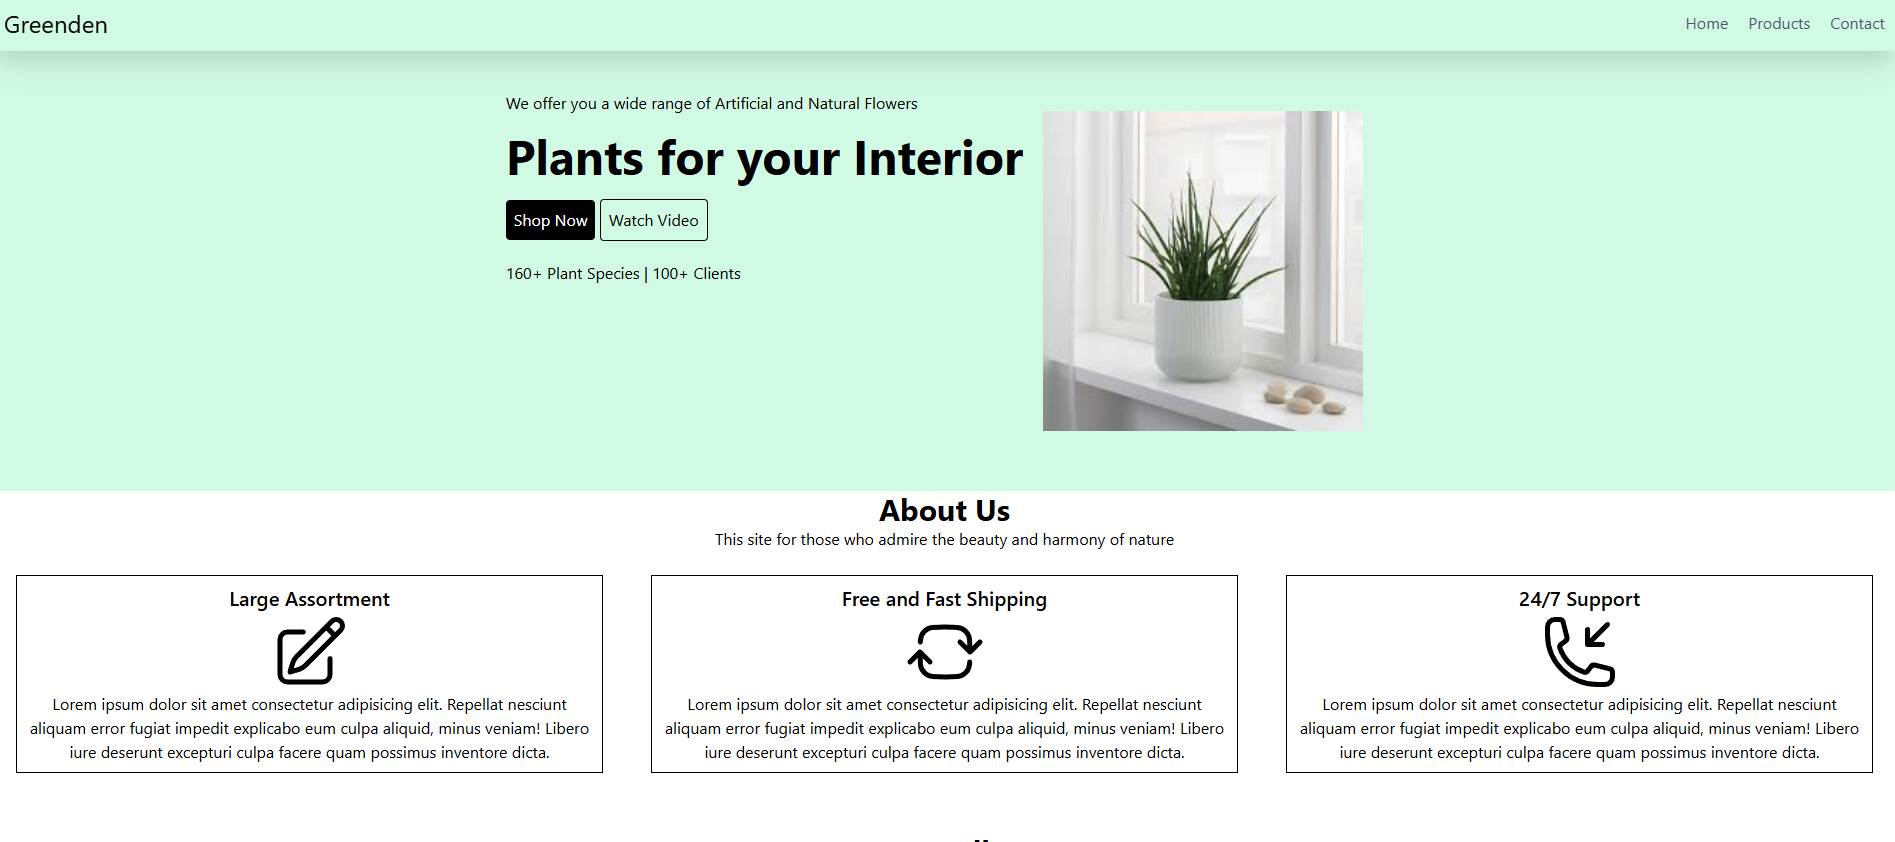 Greenden
Home Products Contact
We offer you a wide range of Artificial and Natural Flowers
Plants for your Interior
Shop Now Watch Video
160+ Plant Species | 100+ Clients
About Us
This site for those who admire the beauty and harmony of nature
Large Assortment
Lorem ipsum dolor sit amet consectetur adipisicing elit. Repellat nesciunt
aliquam error fugiat impedit explicabo eum culpa aliquid, minus veniam! Libero
iure deserunt excepturi culpa facere quam possimus inventore dicta.
Free and Fast Shipping
Lorem ipsum dolor sit amet consectetur adipisicing elit. Repellat nesciunt
aliquam error fugiat impedit explicabo eum culpa aliquid, minus veniam! Libero
iure deserunt excepturi culpa facere quam possimus inventore dicta.
24/7 Support
Lorem ipsum dolor sit amet consectetur adipisicing elit. Repellat nesciunt
aliquam error fugiat impedit explicabo eum culpa aliquid, minus veniam! Libero
iure deserunt excepturi culpa facere quam possimus inventore dicta.